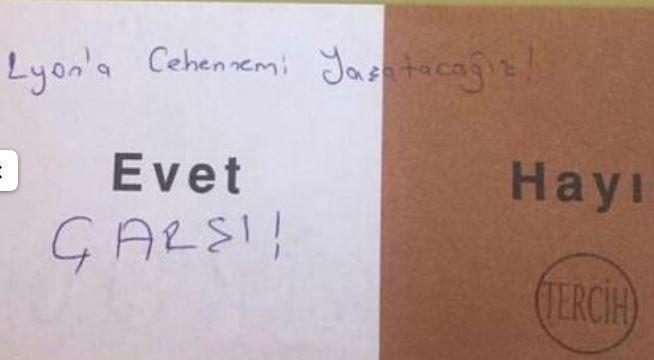 Lyon'a Cehennemi Yaşatacağız!
Evet Hayı
ÇARŞI!
TERCİH